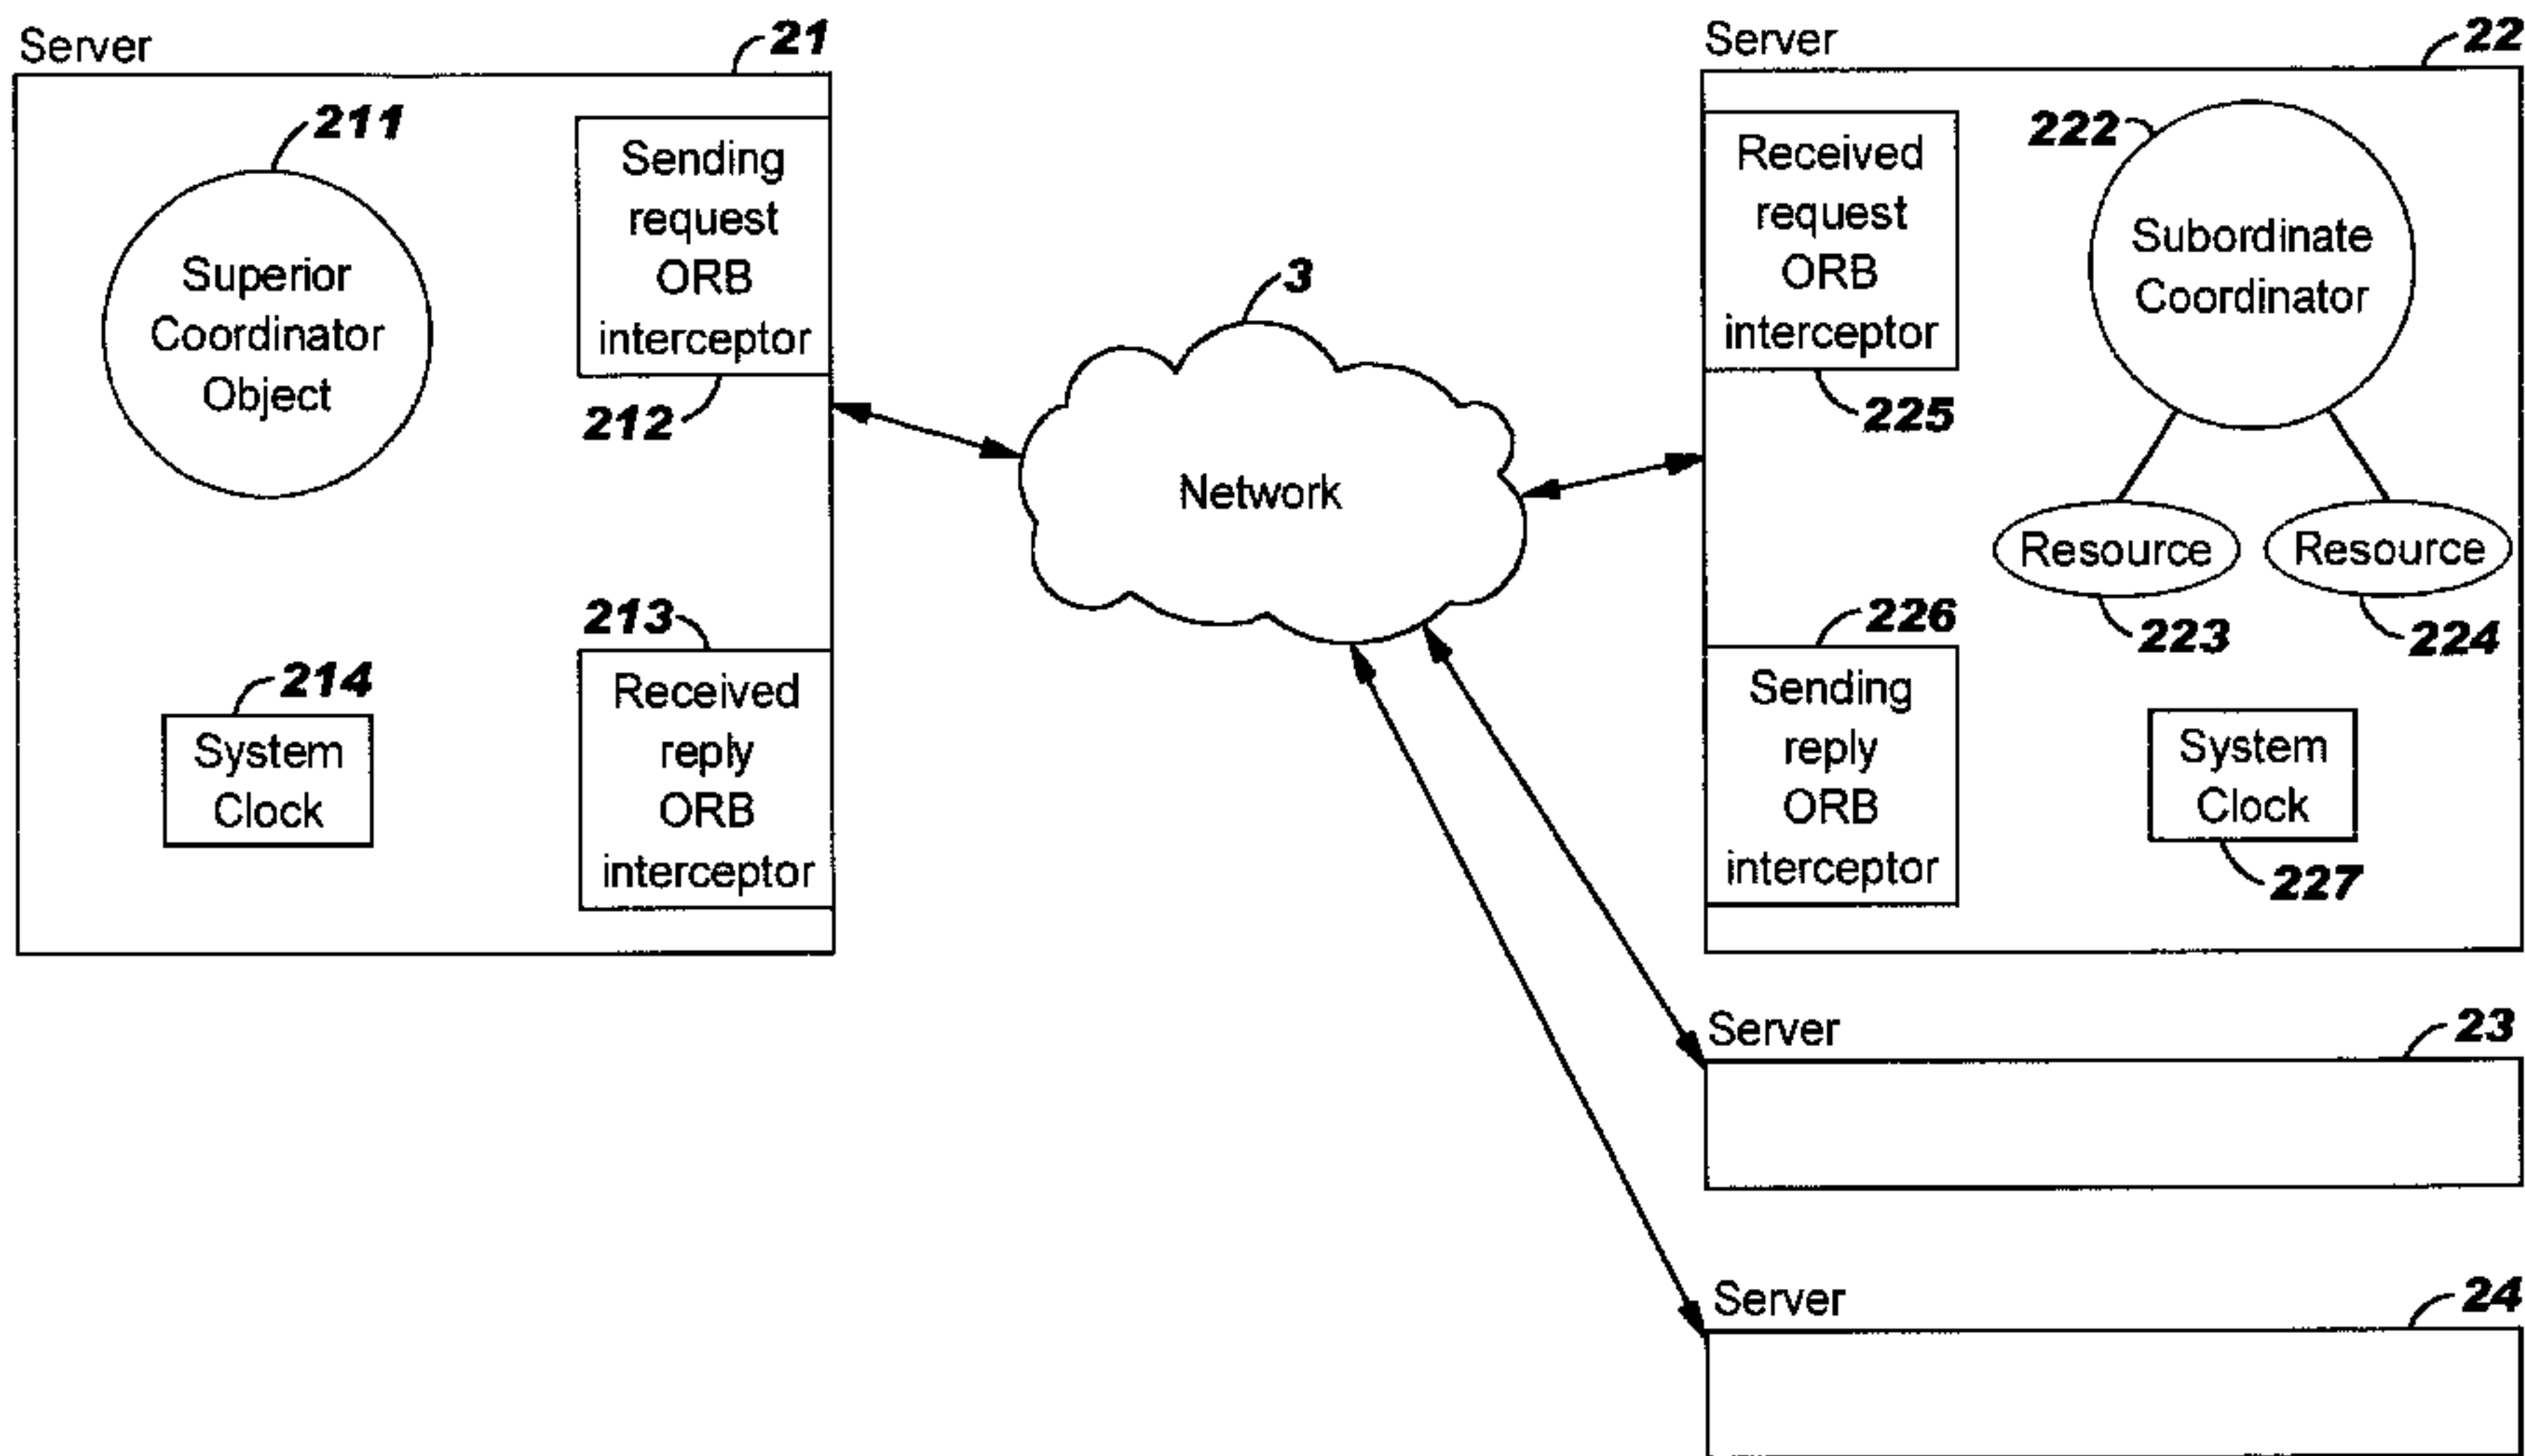 Server
21
211
Superior
Coordinator
Object
Sending
request
ORB
interceptor
212
213
Received
reply
ORB
interceptor
214
System
Clock
3
Network
Server
22
Received
request
ORB
interceptor
225
222
Subordinate
Coordinator
Resource
Resource
223
224
226
Sending
reply
ORB
interceptor
System
Clock
227
Server
23
Server
24